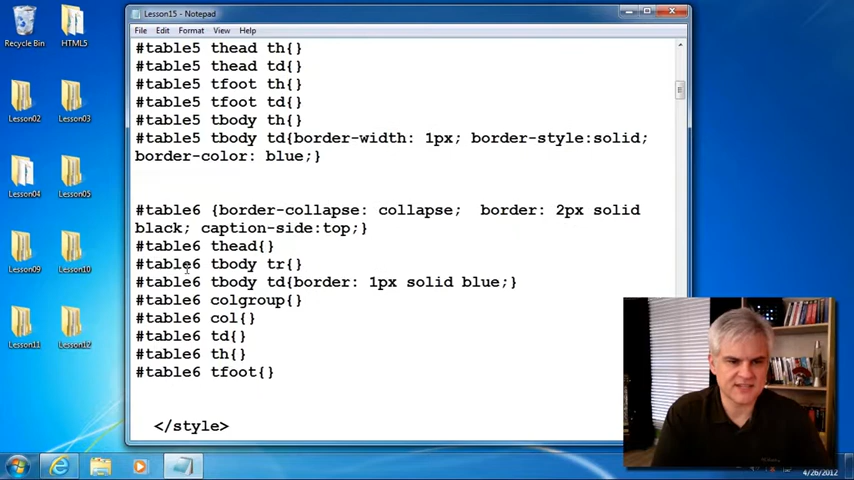 Lesson15 - Notepad
File Edit Format View Help
Recycle Bin
HTML5
Lesson02
Lesson03
Lesson04
Lesson05
Lesson09
Lesson10
Lesson11
Lesson12
#table5 thead th{}
#table5 thead td{}
#table5 tfoot th{}
#table5 tfoot td{}
#table5 tbody th{}
#table5 tbody td{border-width: 1px; border-style:solid;
border-color: blue;}
#table6 {border-collapse: collapse;  border: 2px solid
black; caption-side:top;}
#table6 thead{}
#table6 tbody tr{}
#table6 tbody td{border: 1px solid blue;}
#table6 colgroup{}
#table6 col{}
#table6 td{}
#table6 th{}
#table6 tfoot{}
</style>
4/26/2012